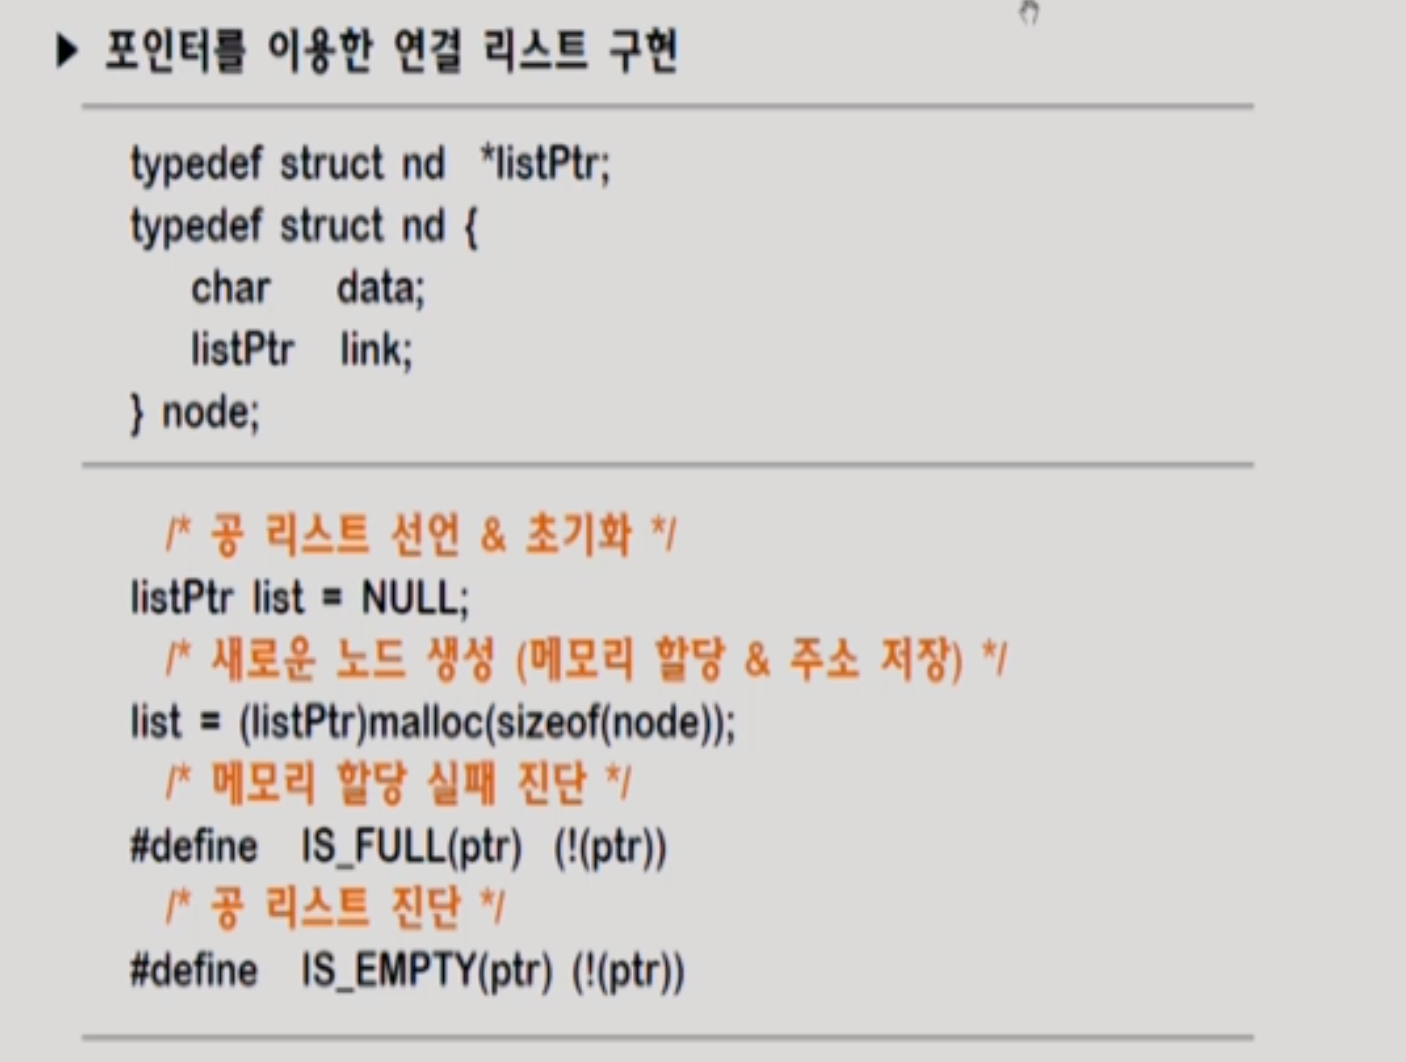 ▶ 포인터를 이용한 연결 리스트 구현
typedef struct nd *listPtr;
typedef struct nd {
char data;
listPtr link;
} node;
/* 공 리스트 선언 & 초기화 */
listPtr list = NULL;
/* 새로운 노드 생성 (메모리 할당 & 주소 저장) */
list = (listPtr)malloc(sizeof(node));
/* 메모리 할당 실패 진단 */
#define IS_FULL(ptr) (!(ptr))
/* 공 리스트 진단 */
#define IS_EMPTY(ptr) (!(ptr))